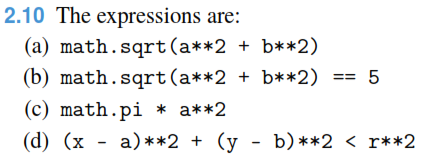 2.10 The expressions are:
(a) math.sqrt(a**2 + b**2)
(b) math.sqrt(a**2 + b**2) == 5
(c) math.pi * a**2
(d) (x - a)**2 + (y - b)**2 < r**2